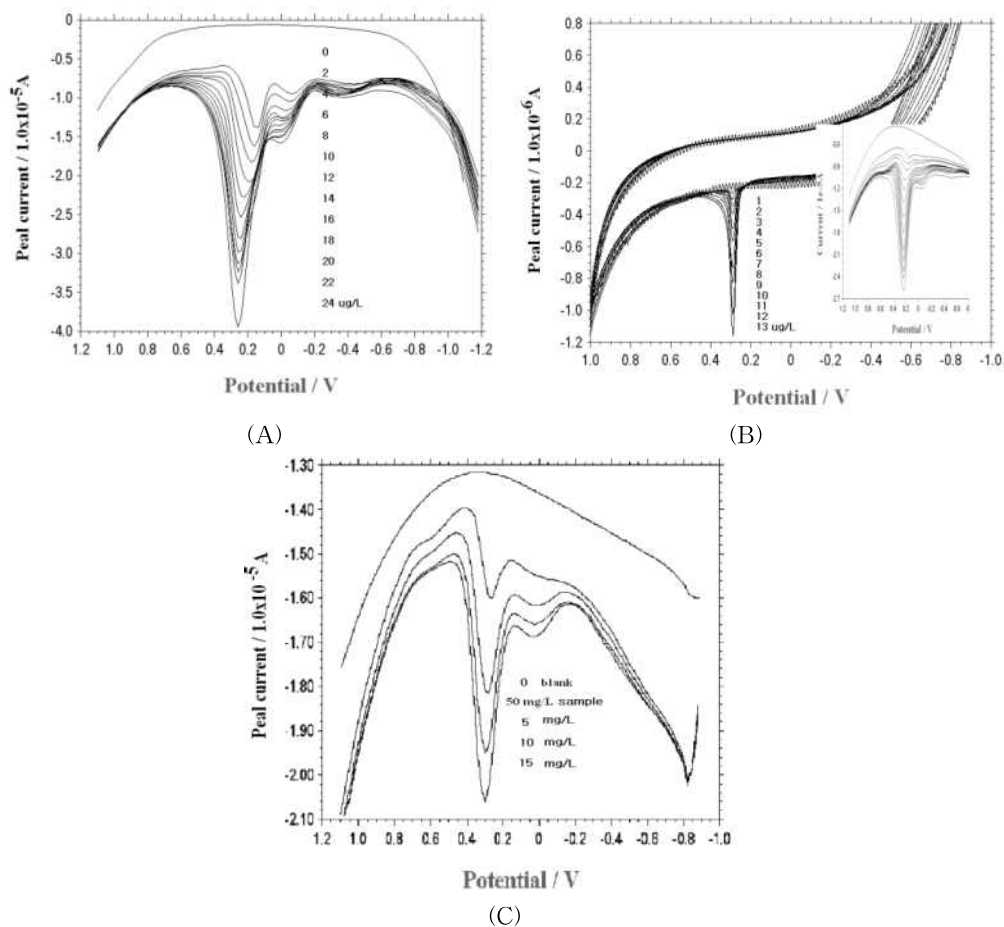 Peal current / 1.0x10⁻⁵A
0
-0.5
-1.0
-1.5
-2.0
-2.5
-3.0
-3.5
-4.0
0
2
4
6
8
10
12
14
16
18
20
22
24 ug/L
1.2 1.0 0.8 0.6 0.4 0.2 0 -0.2 -0.4 -0.6 -0.8 -1.0 -1.2
Potential / V
(A)
Peal current / 1.0x10⁻⁶A
0.8
0.6
0.4
0.2
0
-0.2
-0.4
-0.6
-0.8
-1.0
-1.2
1
2
3
4
5
6
7
8
9
10
11
12
13 ug/L
Potential / V
1.0 0.8 0.6 0.4 0.2 0 -0.2 -0.4 -0.6 -0.8 -1.0
Potential / V
(B)
Peal current / 1.0x10⁻⁵A
-1.30
-1.40
-1.50
-1.60
-1.70
-1.80
-1.90
-2.00
-2.10
0 blank
50 mg/L sample
5 mg/L
10 mg/L
15 mg/L
1.2 1.0 0.8 0.6 0.4 0.2 0 -0.2 -0.4 -0.6 -0.8 -1.0
Potential / V
(C)